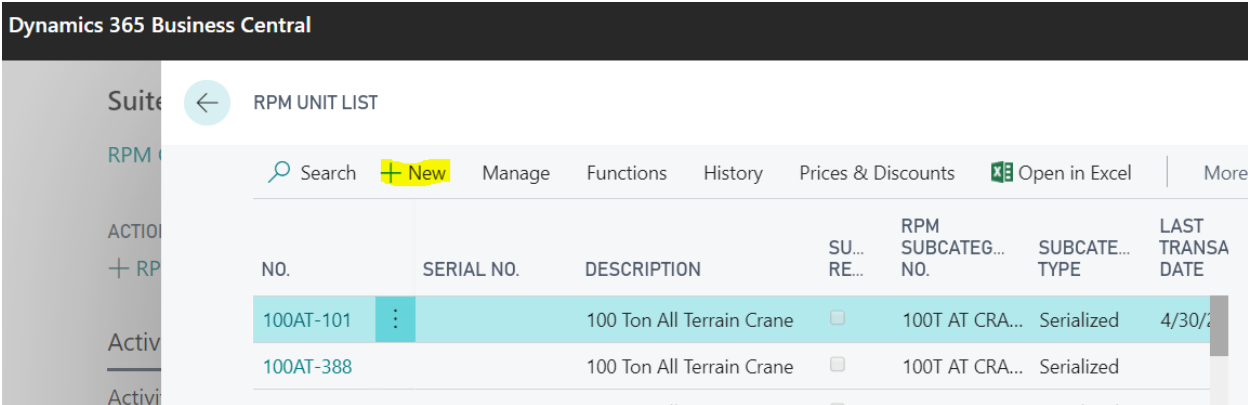 Dynamics 365 Business Central
Suite
RPM UNIT LIST
RPM
Search + New Manage Functions History Prices & Discounts Open in Excel More
ACTIO
+ RP
NO. SERIAL NO. DESCRIPTION SU... RE... RPM SUBCATEG... NO. SUBCATE... TYPE LAST TRANSA DATE
100AT-101 100 Ton All Terrain Crane 100T AT CRA... Serialized 4/30/2
Activ
100AT-388 100 Ton All Terrain Crane 100T AT CRA... Serialized
Activi